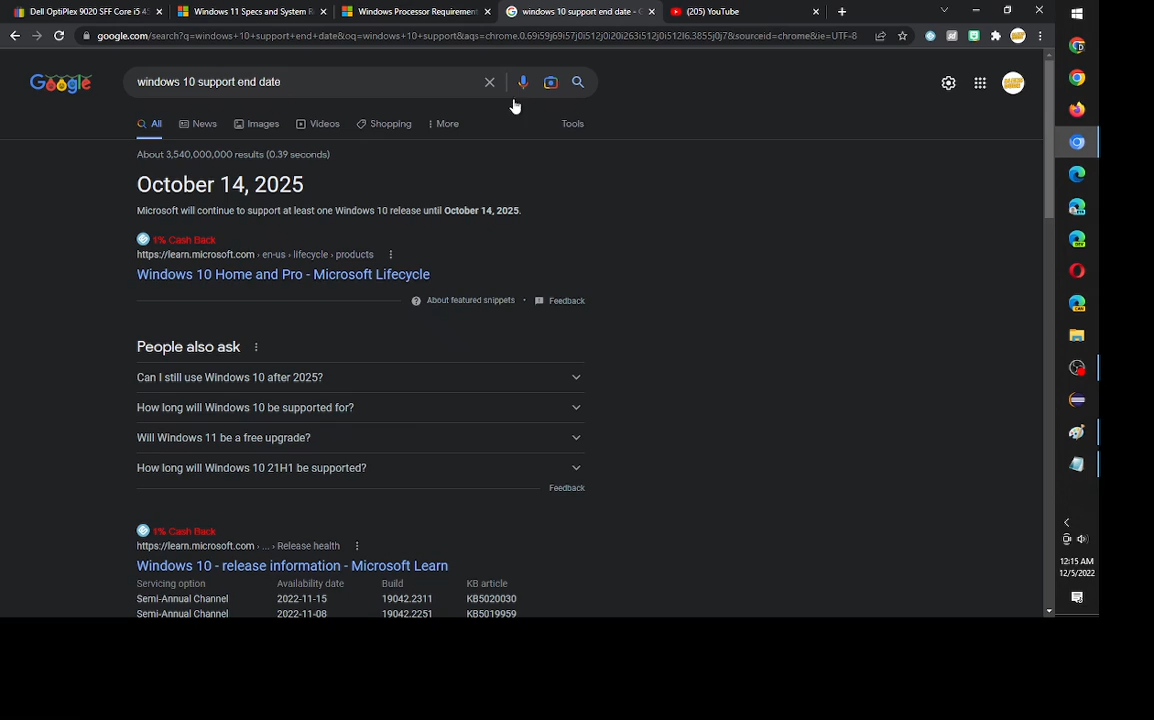 Dell OptiPlex 9020 SFF Core i5 45
Windows 11 Specs and System R
Windows Processor Requirement
windows 10 support end date - G
(205) YouTube
google.com/search?q=windows+10+support+end+date&oq=windows+10+support&aqs=chrome.0.69i59j69i57j0i512j0i20i263i512j0i512l6.3855j0j7&sourceid=chrome&ie=UTF-8
Google
windows 10 support end date
All News Images Videos Shopping More Tools
About 3,540,000,000 results (0.39 seconds)
October 14, 2025
Microsoft will continue to support at least one Windows 10 release until October 14, 2025.
1% Cash Back
https://learn.microsoft.com › en-us › lifecycle › products
Windows 10 Home and Pro - Microsoft Lifecycle
About featured snippets • Feedback
People also ask
Can I still use Windows 10 after 2025?
How long will Windows 10 be supported for?
Will Windows 11 be a free upgrade?
How long will Windows 10 21H1 be supported?
Feedback
1% Cash Back
https://learn.microsoft.com › ... › Release health
Windows 10 - release information - Microsoft Learn
Servicing option Availability date Build KB article
Semi-Annual Channel 2022-11-15 19042.2311 KB5020030
Semi-Annual Channel 2022-11-08 19042.2251 KB5019959
12:15 AM
12/5/2022